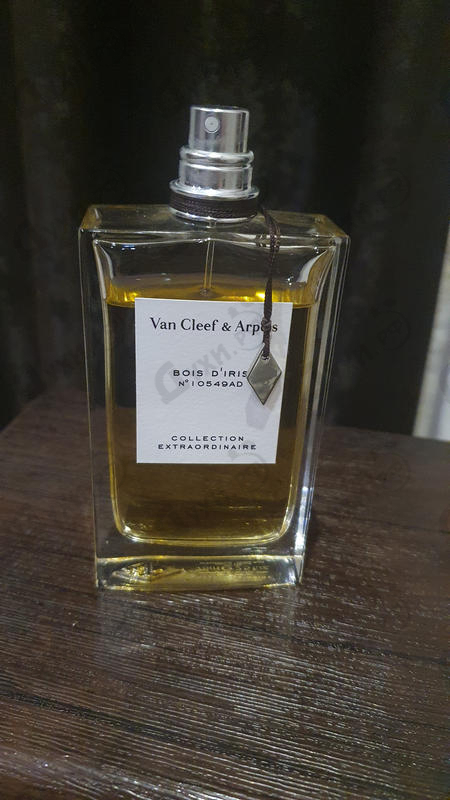 Van Cleef & Arpels
BOIS D'IRIS
N°10549AD
COLLECTION
EXTRAORDINAIRE